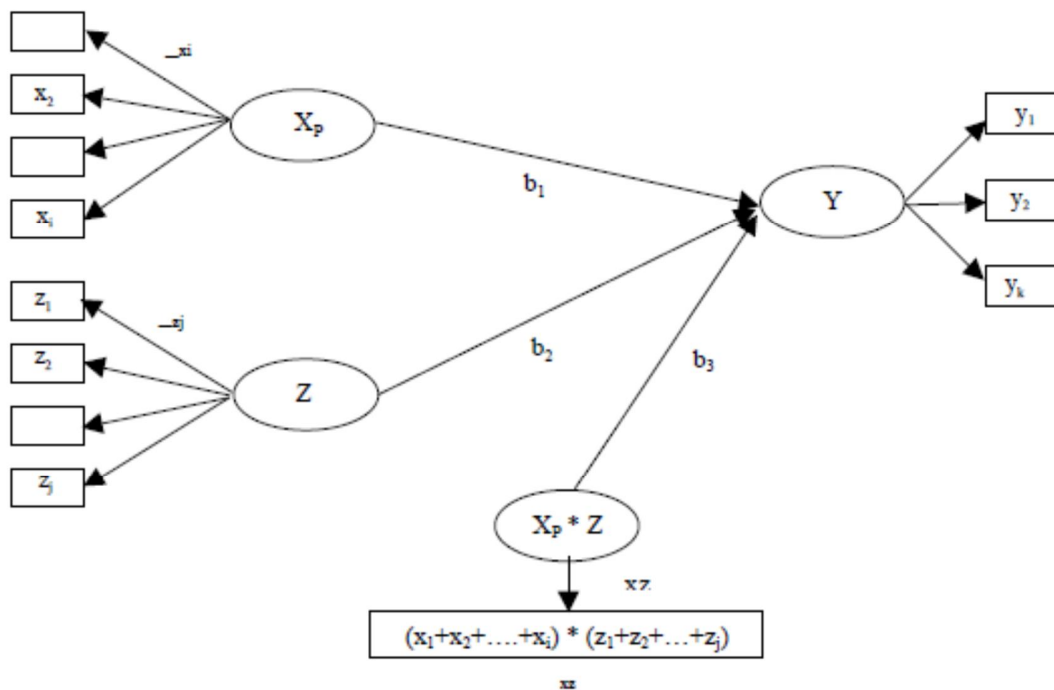 _xi
x₂
Xₚ
xᵢ
b₁
y₁
Y
y₂
yₖ
z₁
_zj
z₂
Z
zⱼ
b₂
b₃
Xₚ * Z
xz
(x₁+x₂+….+xᵢ) * (z₁+z₂+…+zⱼ)
xz